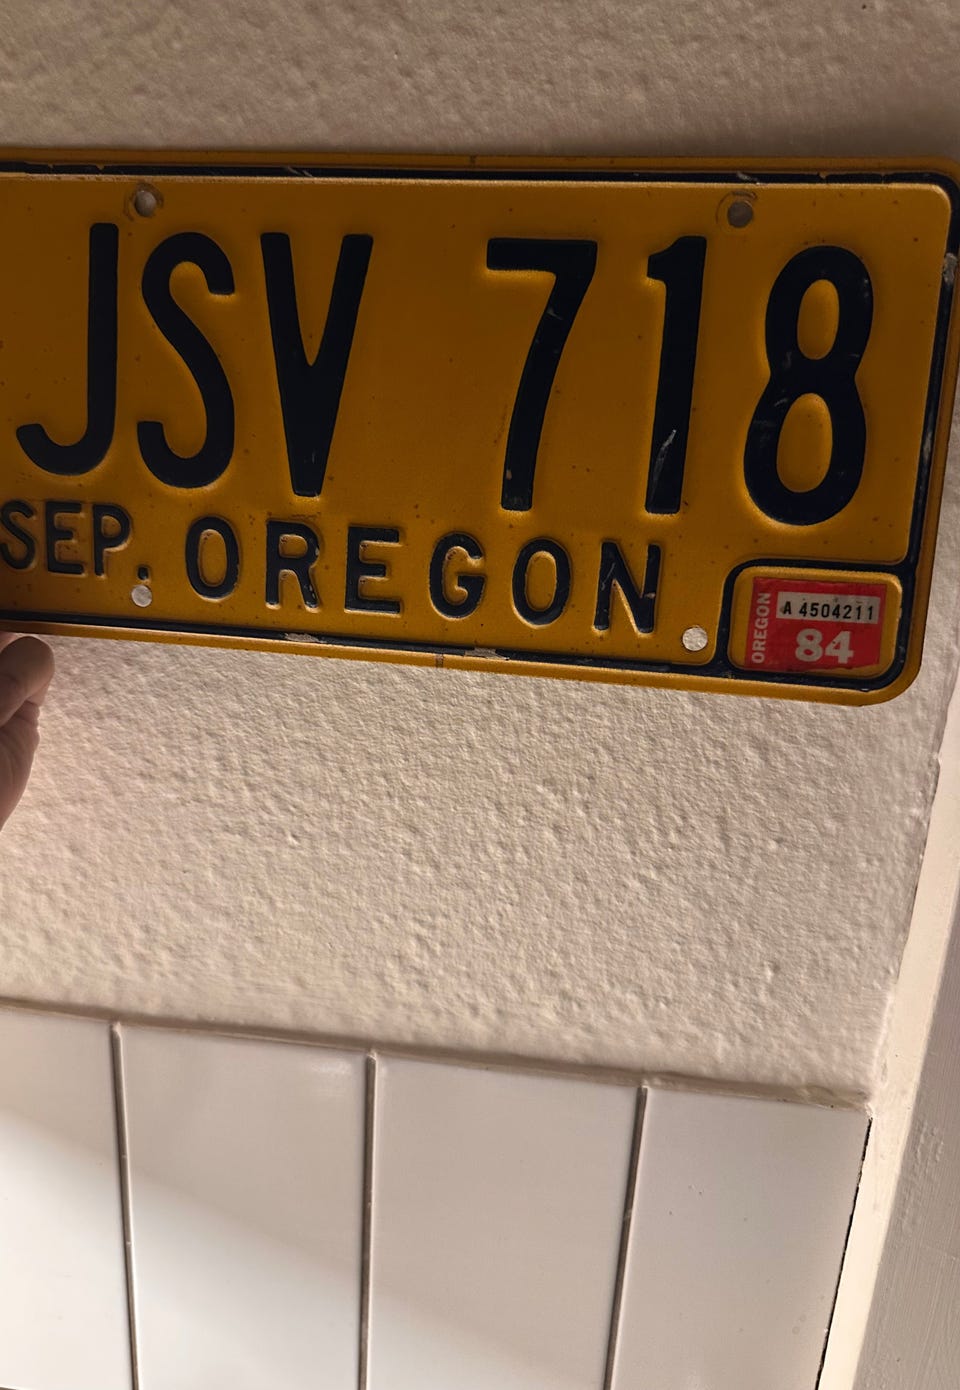 JSV 718
SEP. OREGON
OREGON
A 4504211
84